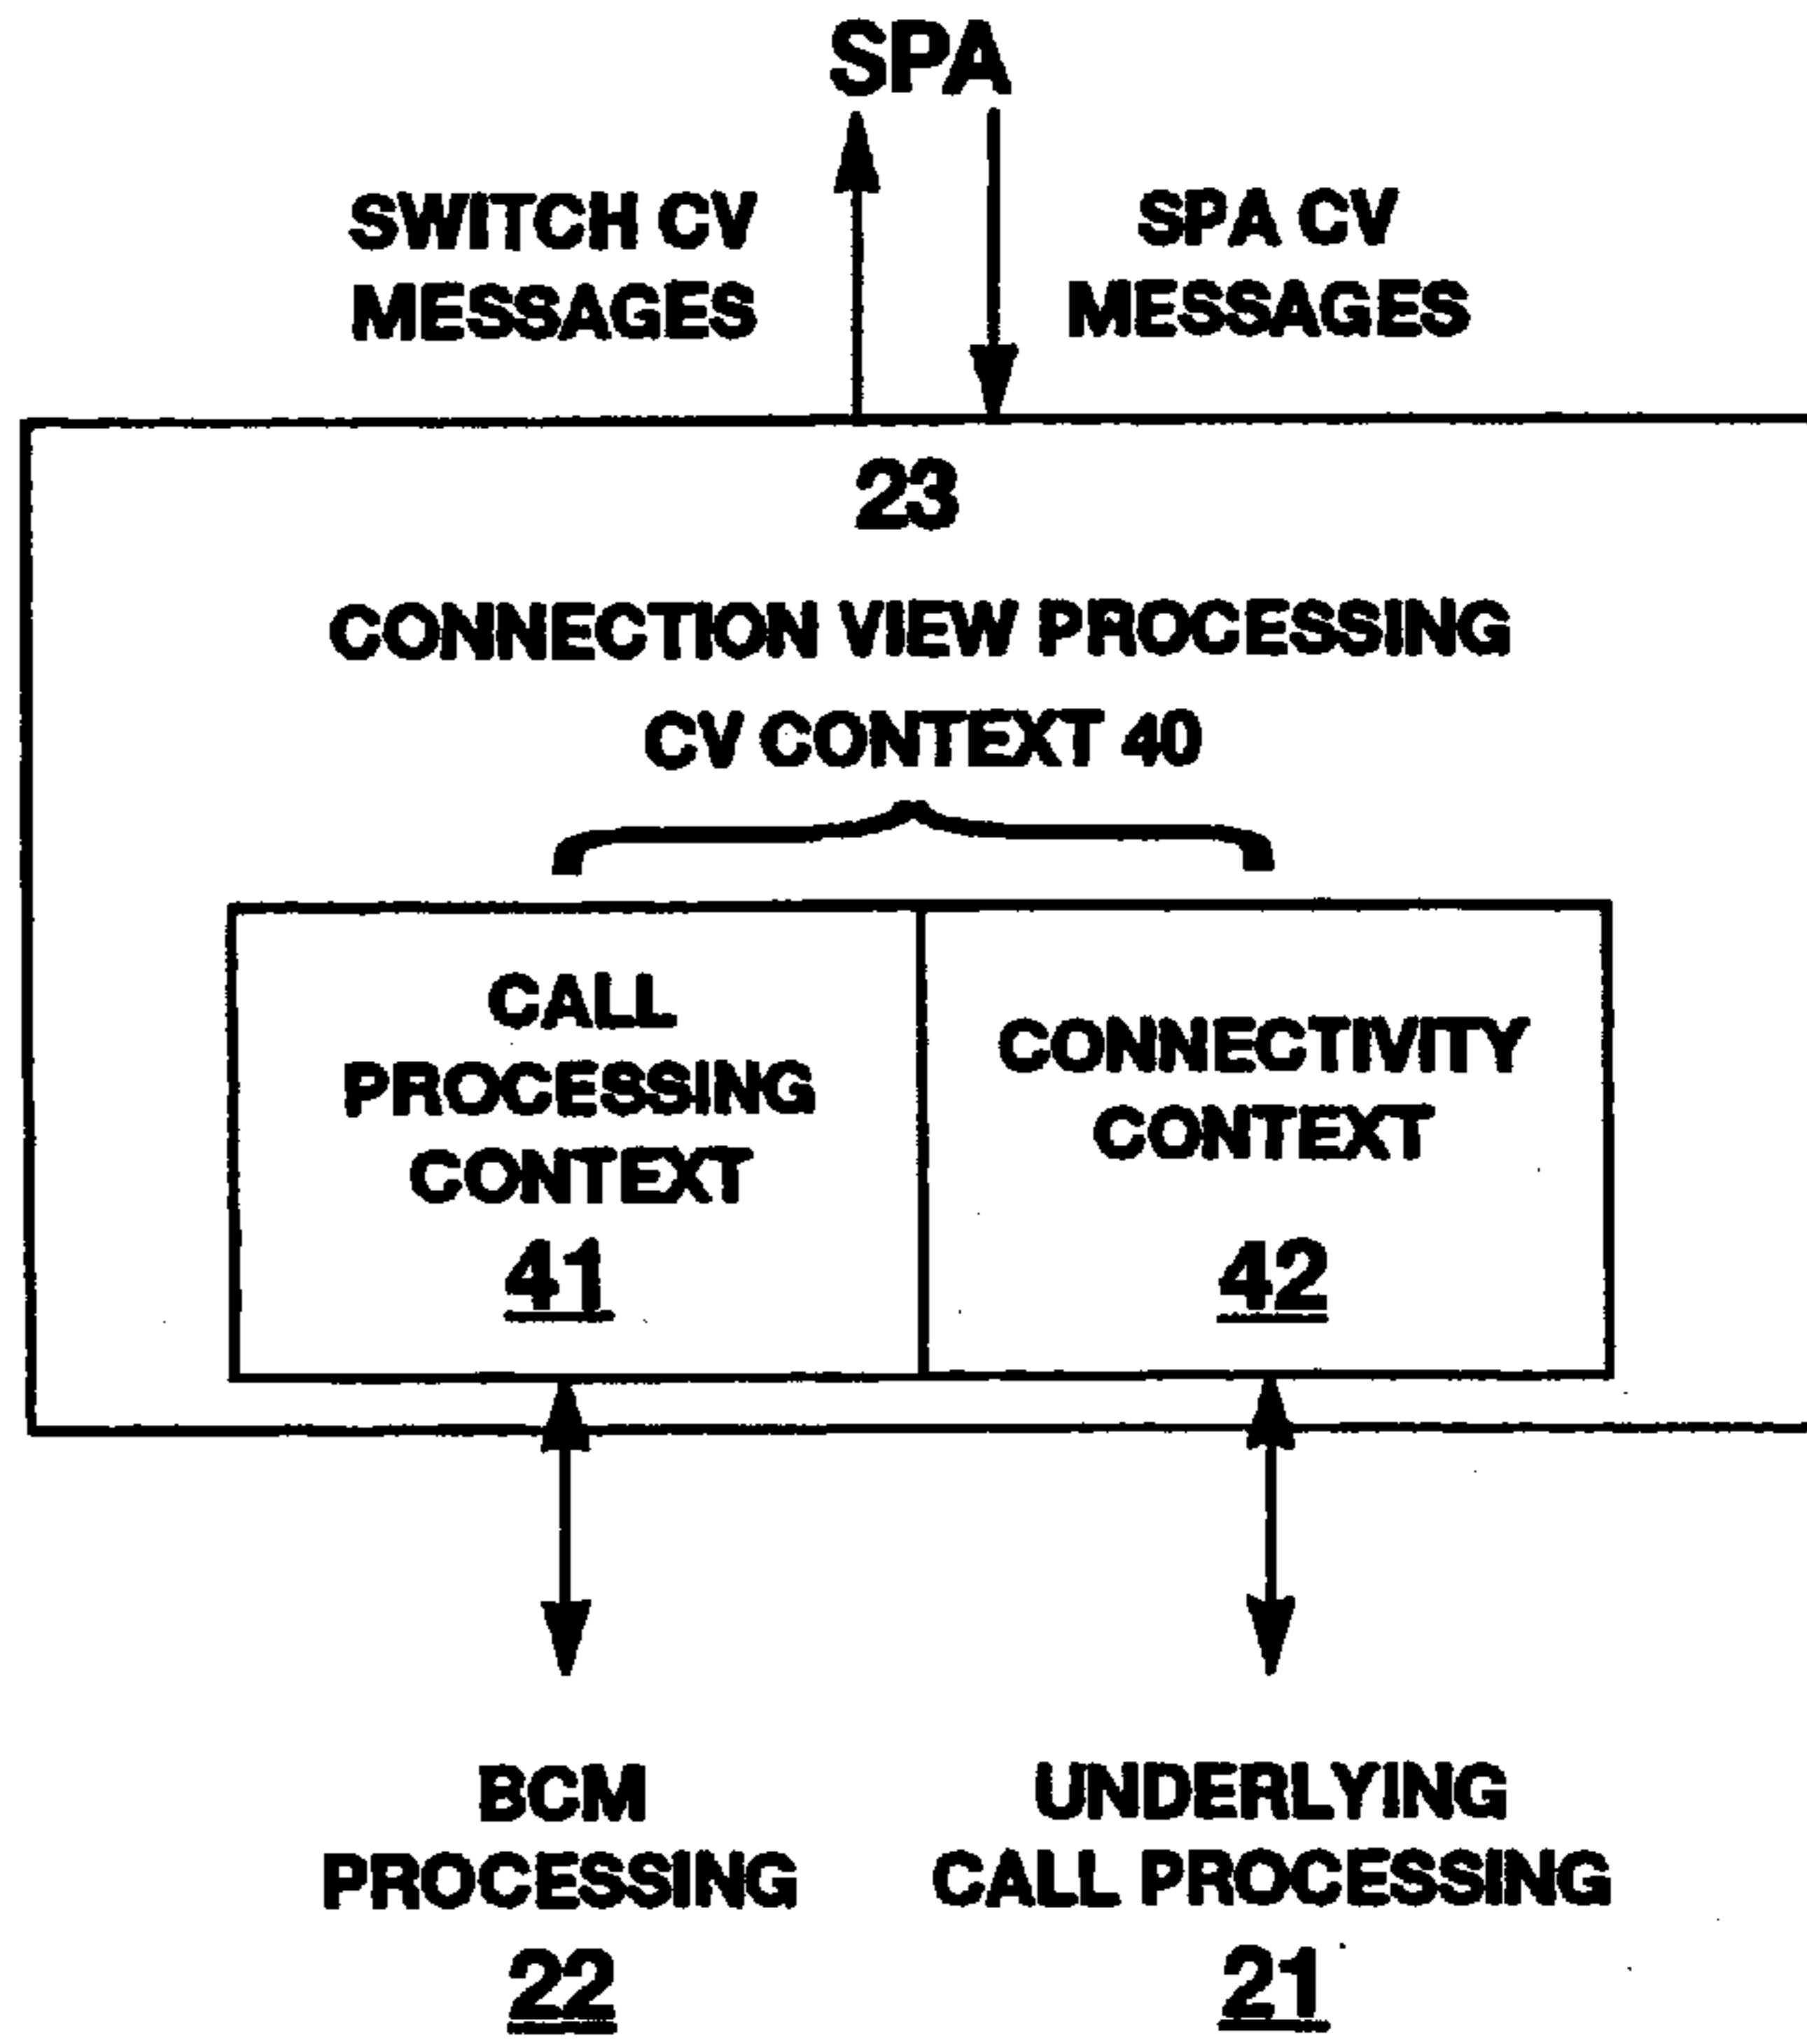 SPA
SWITCH CV
MESSAGES
SPA CV
MESSAGES
23
CONNECTION VIEW PROCESSING
CV CONTEXT 40
CALL
PROCESSING
CONTEXT
41
CONNECTIVITY
CONTEXT
42
BCM
PROCESSING
22
UNDERLYING
CALL PROCESSING
21